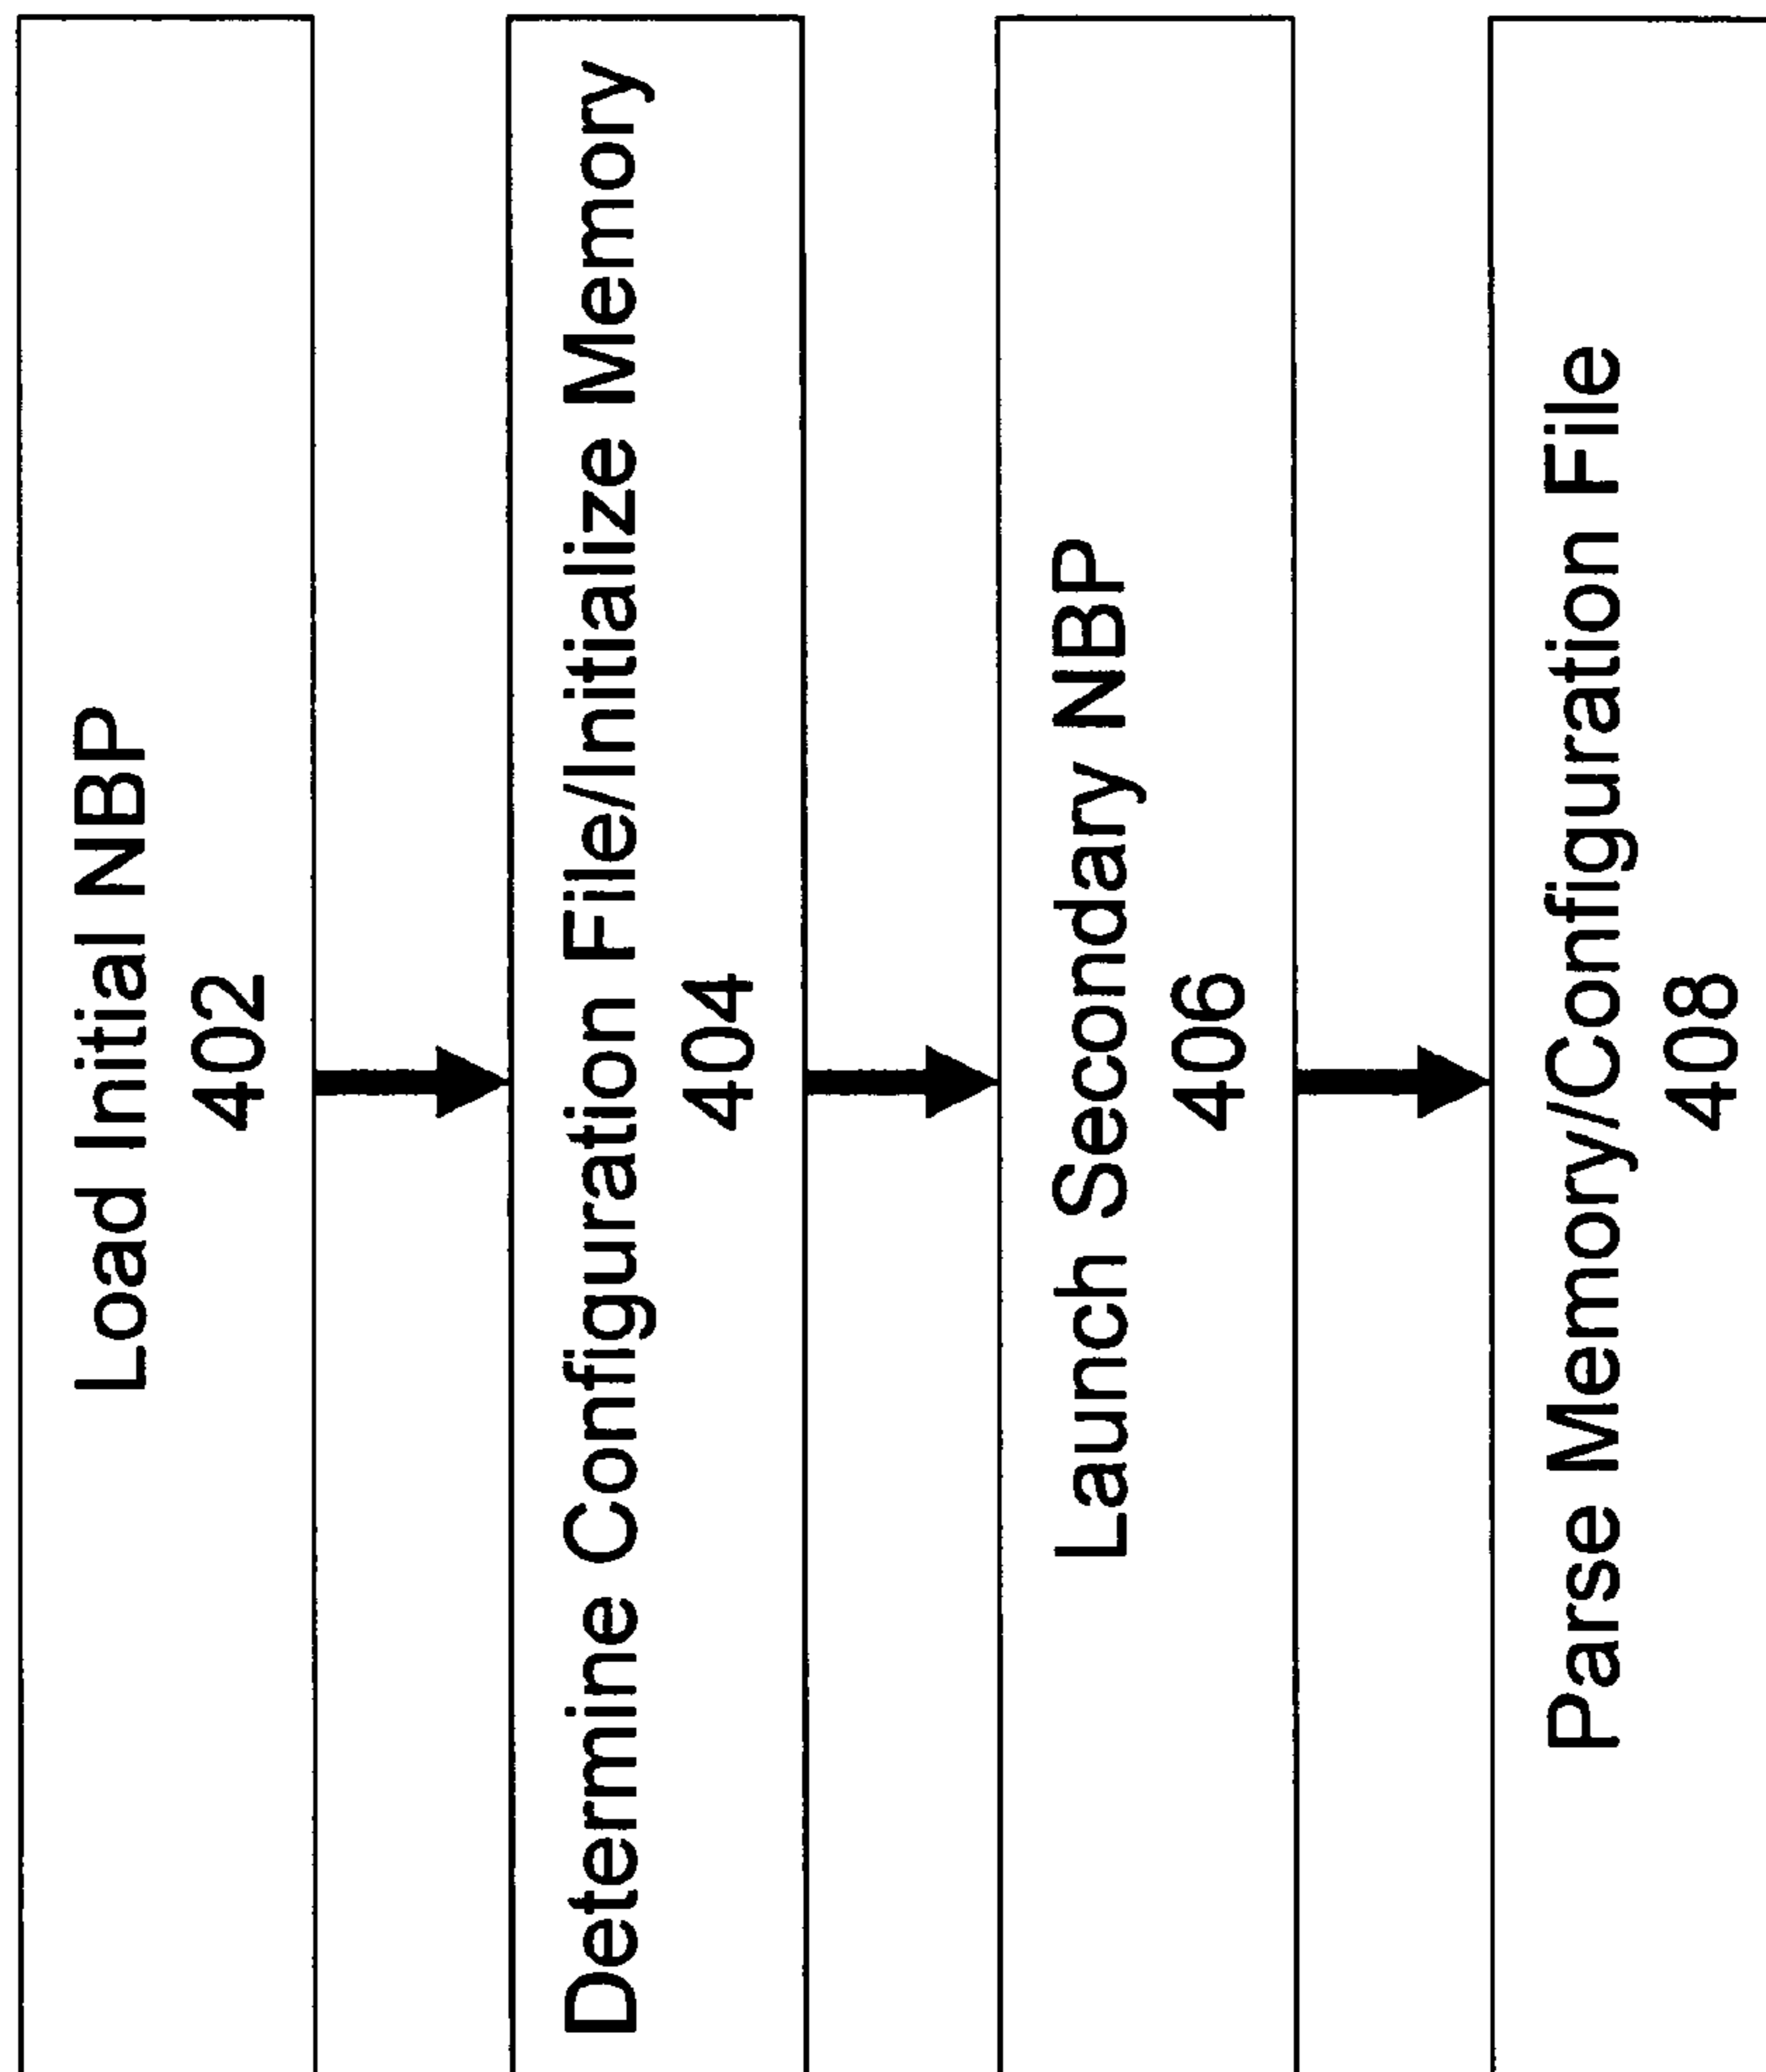 Load Initial NBP
402
Determine Configuration File/Initialize Memory
404
Launch Secondary NBP
406
Parse Memory/Configuration File
408